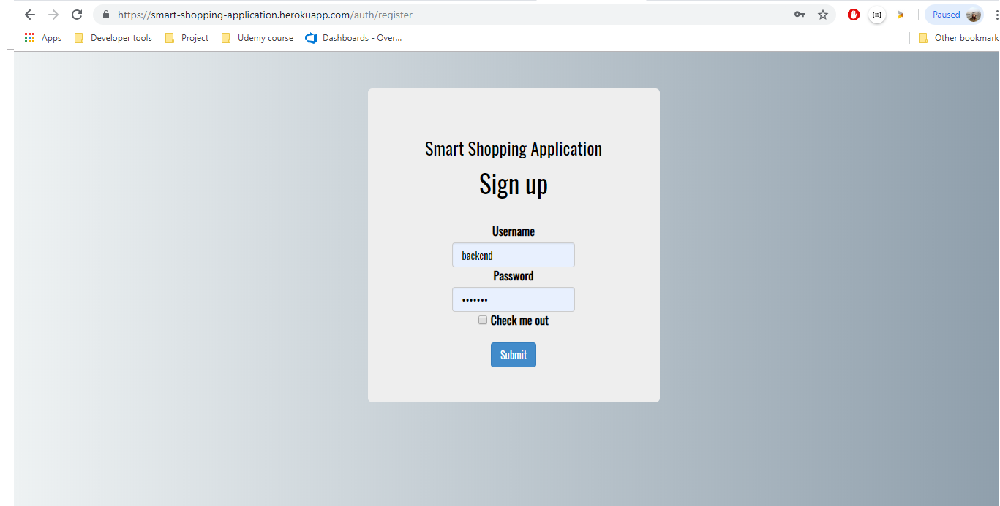 https://smart-shopping-application.herokuapp.com/auth/register
Paused
Apps Developer tools Project Udemy course Dashboards - Over... Other bookmark
Smart Shopping Application
Sign up
Username
backend
Password
•••••••
Check me out
Submit